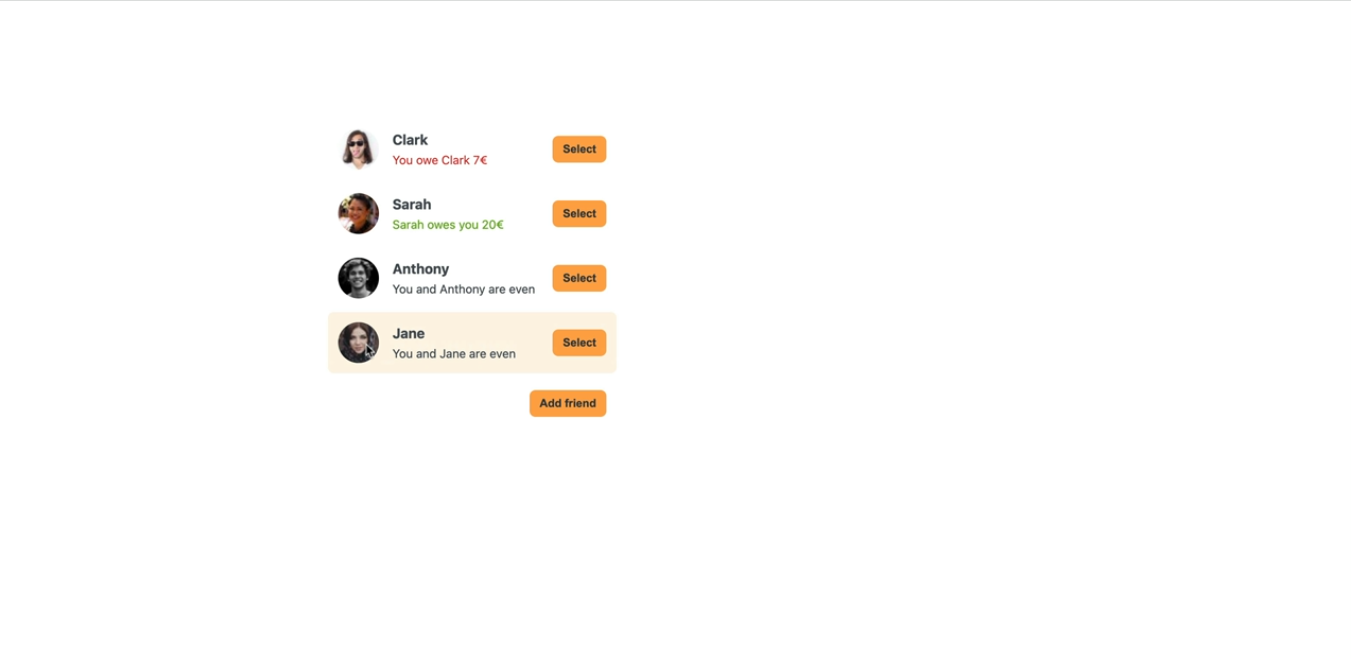 Clark
You owe Clark 7€
Select
Sarah
Sarah owes you 20€
Select
Anthony
You and Anthony are even
Select
Jane
You and Jane are even
Select
Add friend